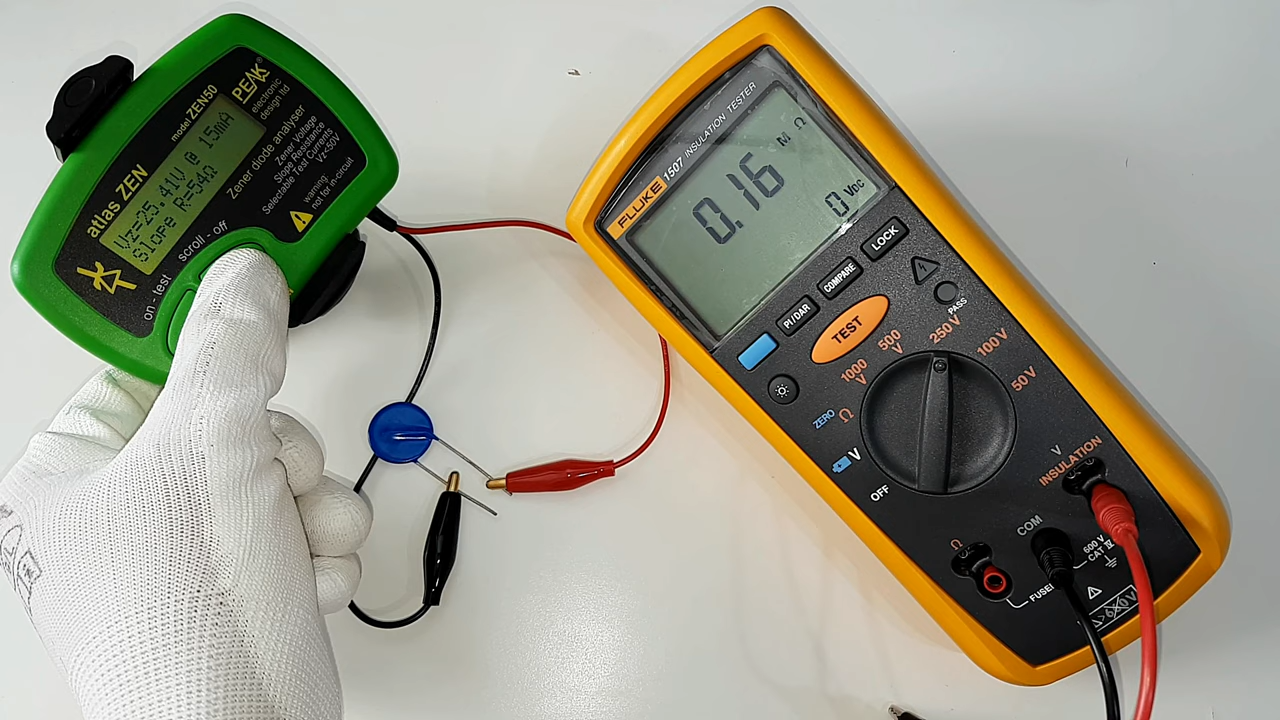 atlas ZEN
model ZEN50
PEAK®
electronic
design ltd
Vz=25.41V @ 15mA
Slope R=54Ω
Zener diode analyser
Zener Voltage
Slope Resistance
Selectable Test Currents
Vz<50V
warning:
not for in-circuit
on - test
scroll - off
FLUKE 1507 INSULATION TESTER
0.16 M Ω
0 VDC
PI/DAR
COMPARE
LOCK
TEST
PASS
1000 V
500 V
250 V
100 V
50 V
ZERO Ω
V
OFF
V
INSULATION
COM
Ω
600 V
CAT IV
FUSE